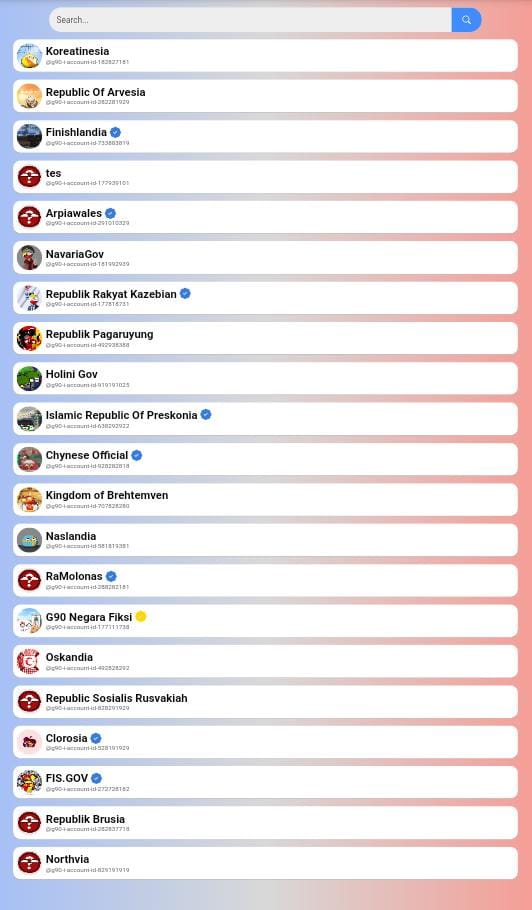 Search...
Koreatinesia
@g90-i-account-id-182827181
Republic Of Arvesia
@g90-i-account-id-282281929
Finishlandia
@g90-i-account-id-733883819
tes
@g90-i-account-id-177939101
Arpiawales
@g90-i-account-id-291010329
NavariaGov
@g90-i-account-id-181992939
Republik Rakyat Kazebian
@g90-i-account-id-177818731
Republik Pagaruyung
@g90-i-account-id-492938388
Holini Gov
@g90-i-account-id-919191025
Islamic Republic Of Preskonia
@g90-i-account-id-638292922
Chynese Official
@g90-i-account-id-928282818
Kingdom of Brehtemven
@g90-i-account-id-707828280
Naslandia
@g90-i-account-id-581819381
RaMolonas
@g90-i-account-id-288282181
G90 Negara Fiksi
@g90-i-account-id-177111738
Oskandia
@g90-i-account-id-492828292
Republic Sosialis Rusvakiah
@g90-i-account-id-828291929
Clorosia
@g90-i-account-id-528191929
FIS.GOV
@g90-i-account-id-272728182
Republik Brusia
@g90-i-account-id-282837718
Northvia
@g90-i-account-id-829191919